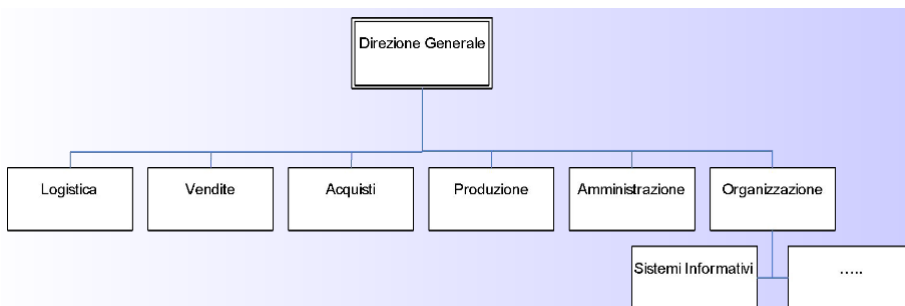 Direzione Generale
Logistica
Vendite
Acquisti
Produzione
Amministrazione
Organizzazione
Sistemi Informativi
.....